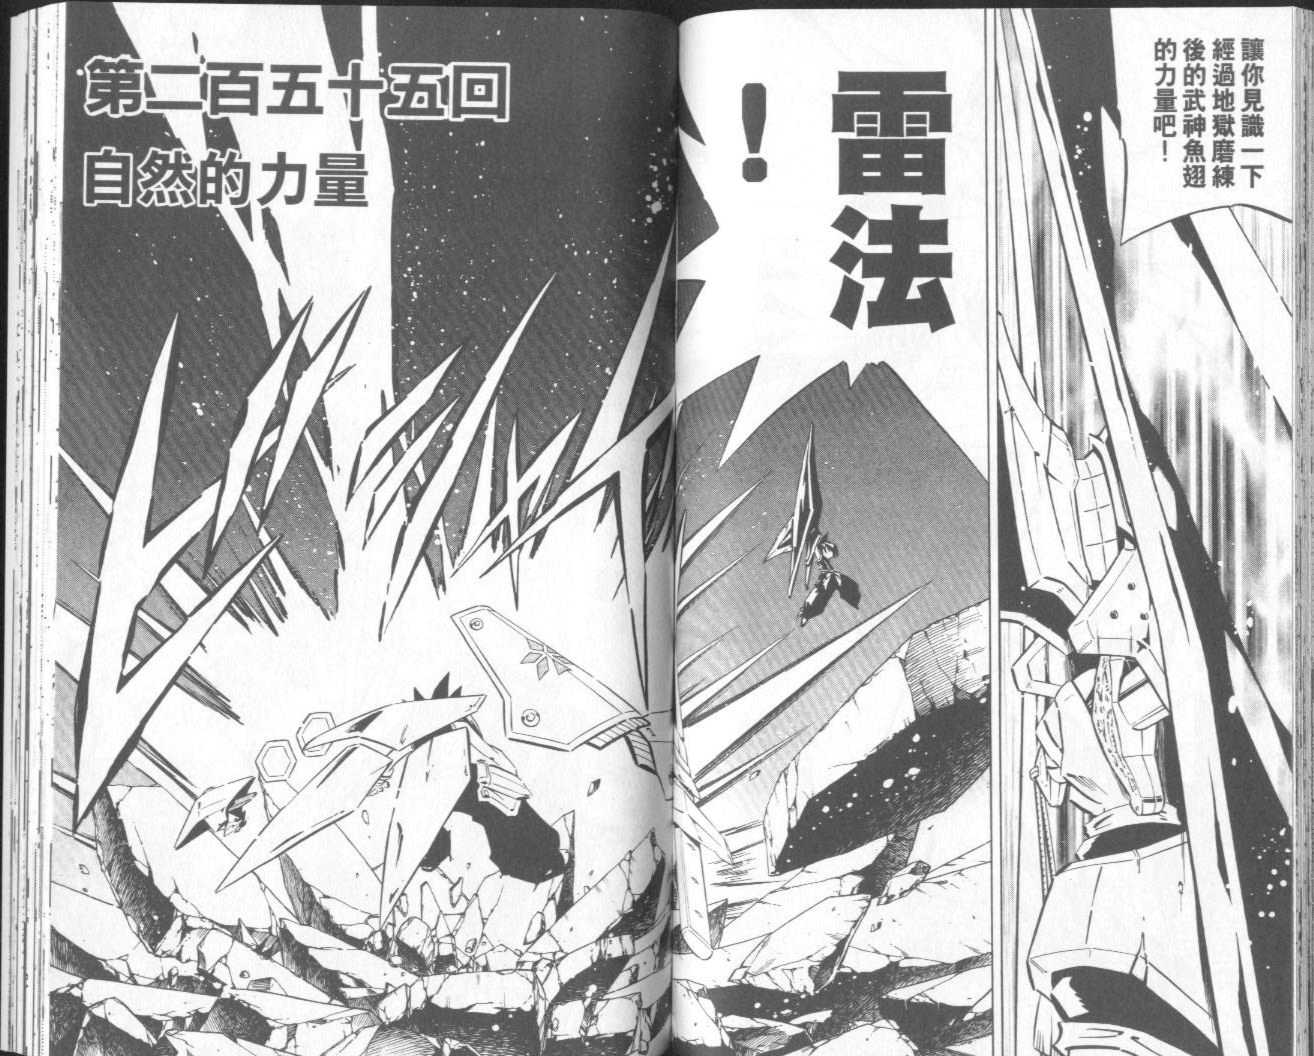 讓你見識一下
經過地獄磨練
後的武神魚翅
的力量吧！
雷法！
第二百五十五回
自然的力量